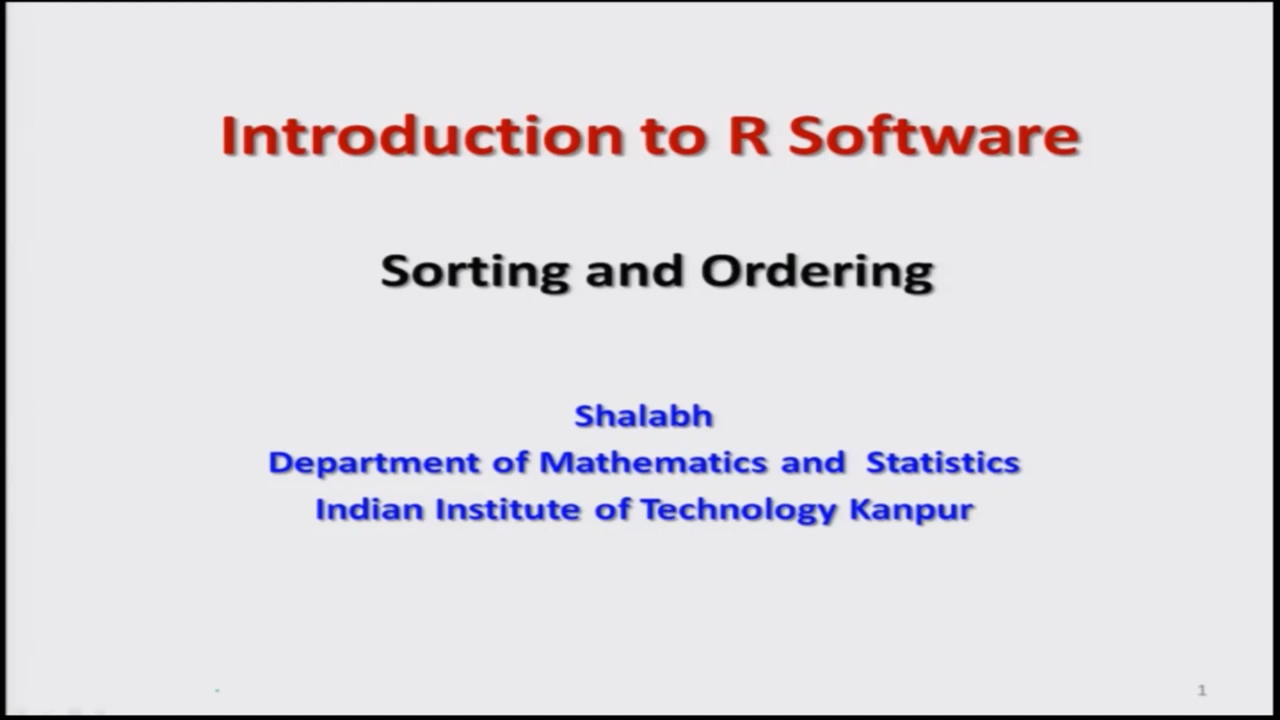 Introduction to R Software
Sorting and Ordering
Shalabh
Department of Mathematics and Statistics
Indian Institute of Technology Kanpur
1